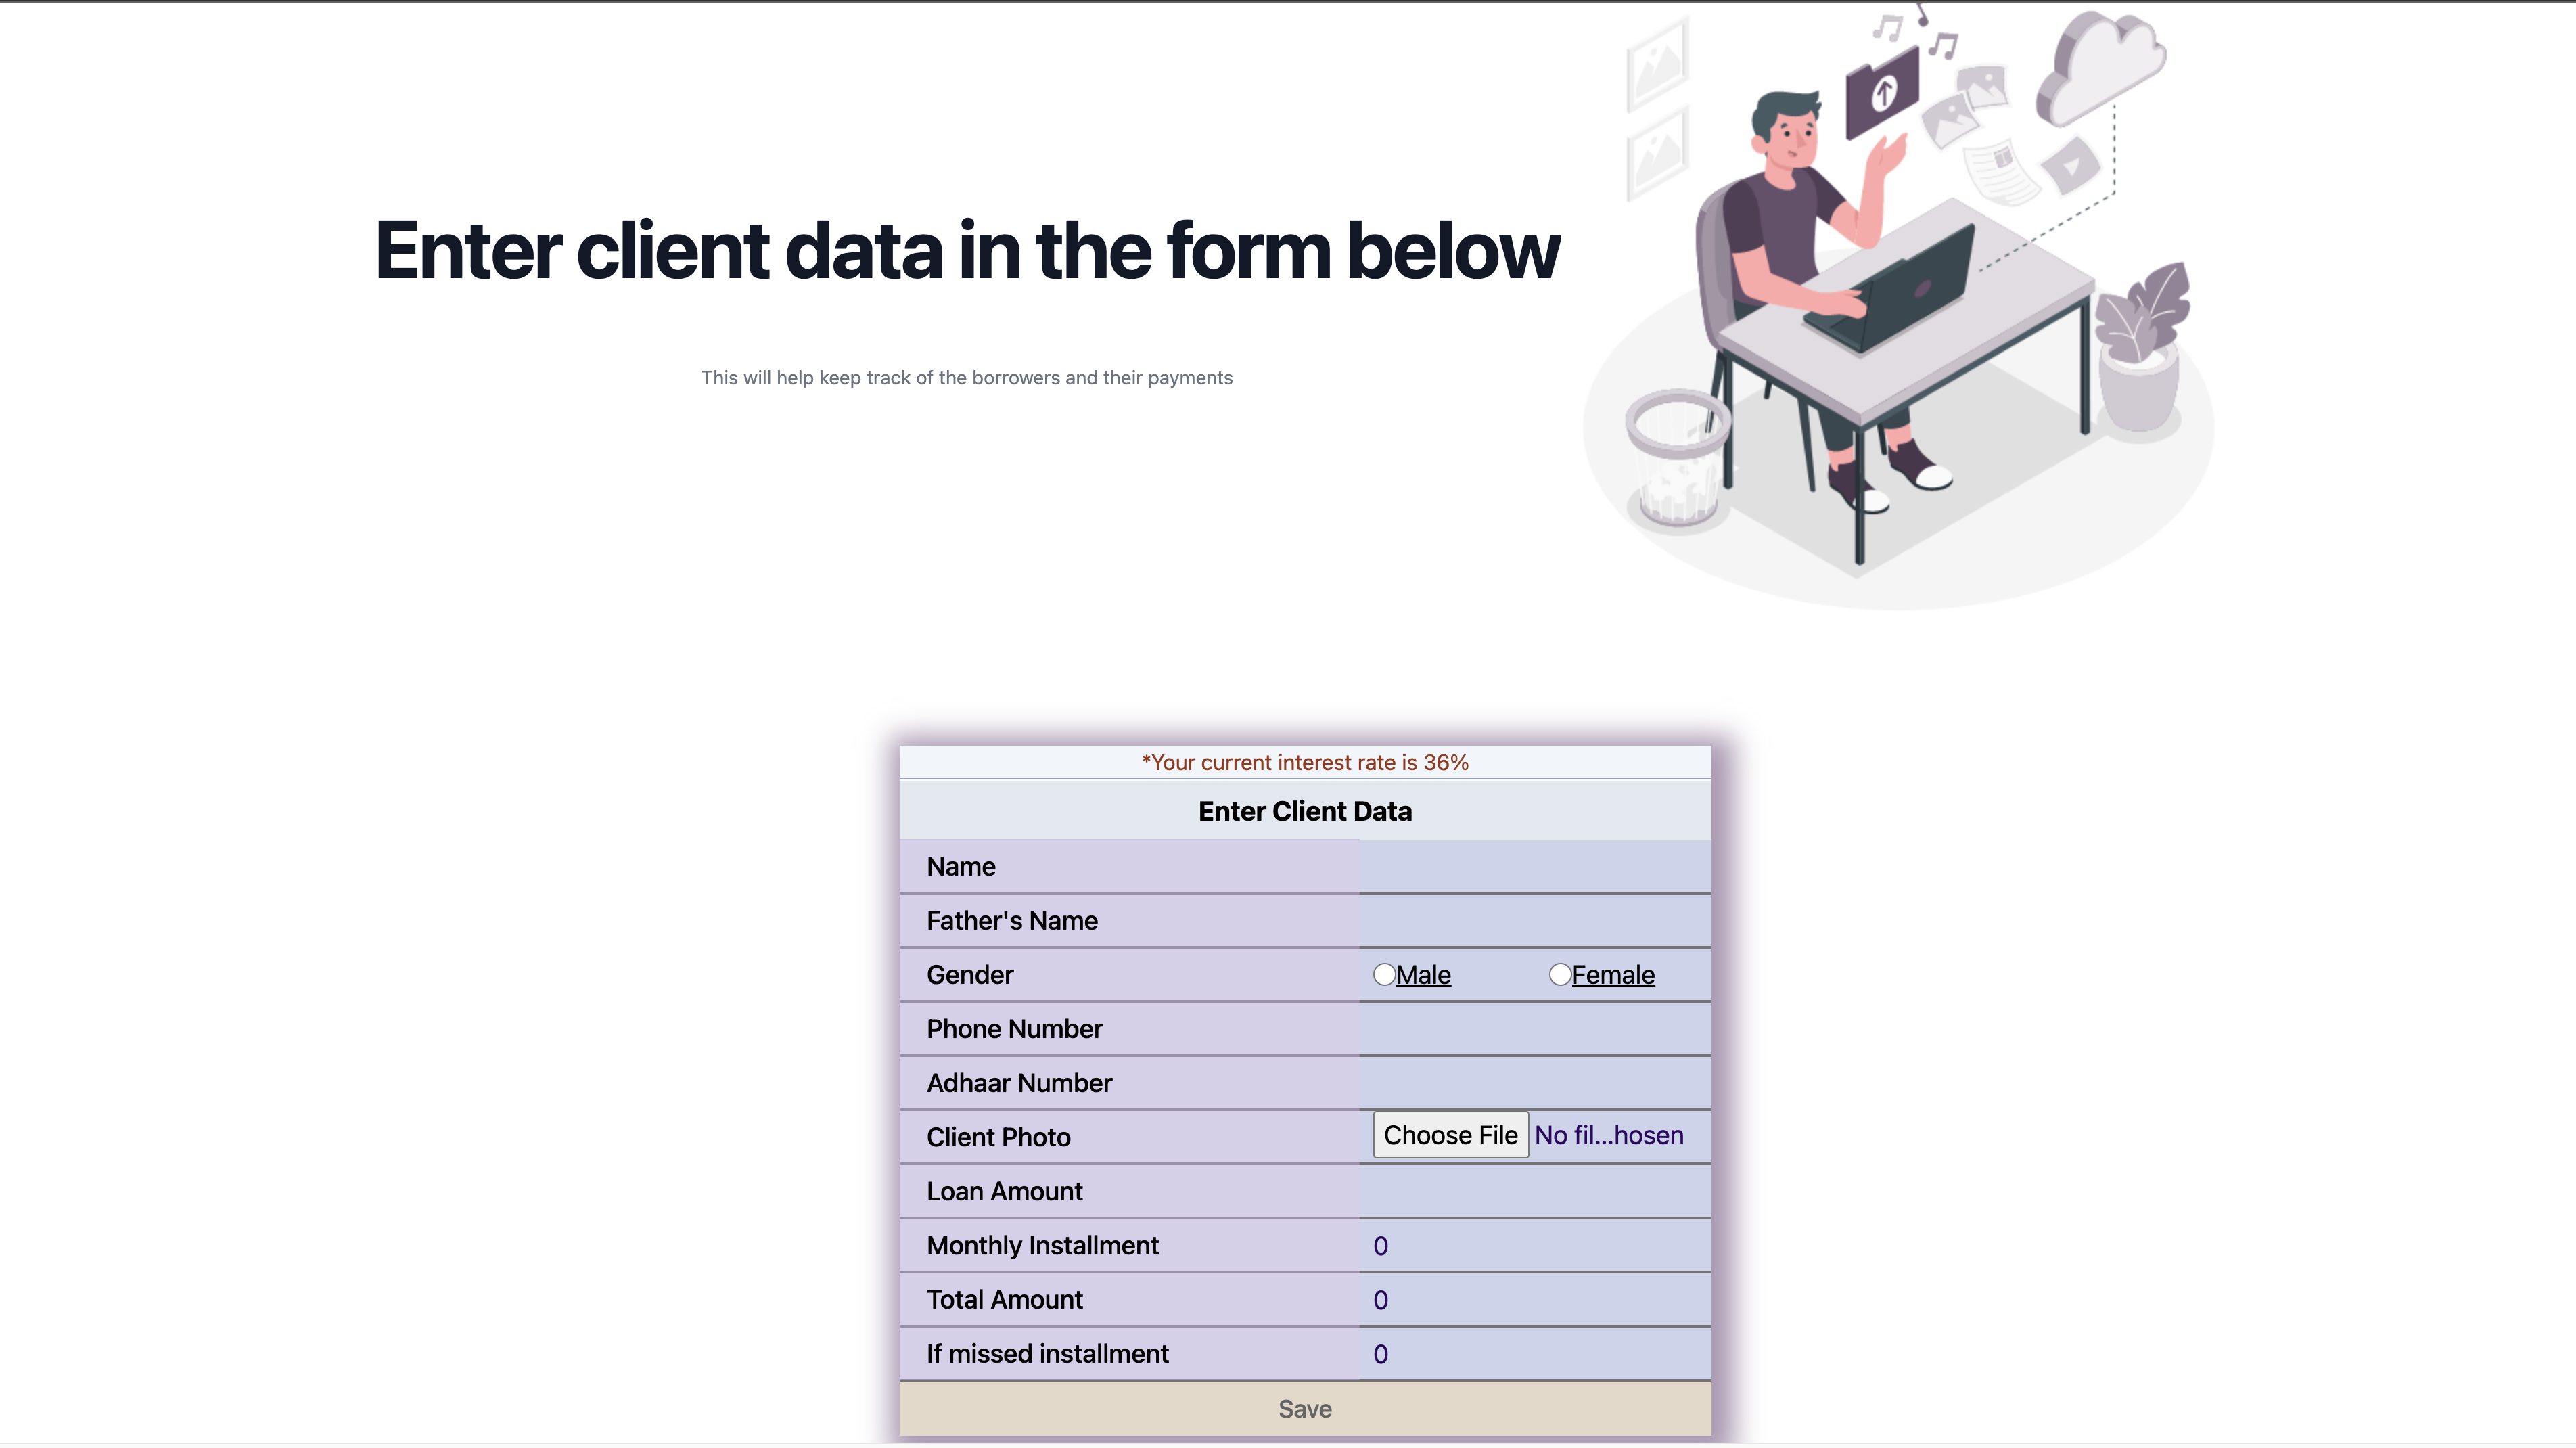 Enter client data in the form below
This will help keep track of the borrowers and their payments
*Your current interest rate is 36%
Enter Client Data
Name
Father's Name
Gender Male Female
Phone Number
Adhaar Number
Client Photo Choose File No fil...hosen
Loan Amount
Monthly Installment 0
Total Amount 0
If missed installment 0
Save